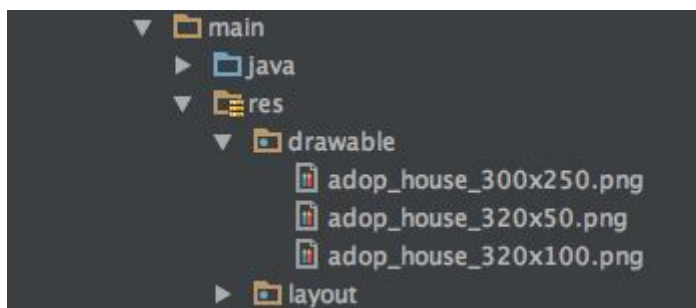 main
java
res
drawable
adop_house_300x250.png
adop_house_320x50.png
adop_house_320x100.png
layout